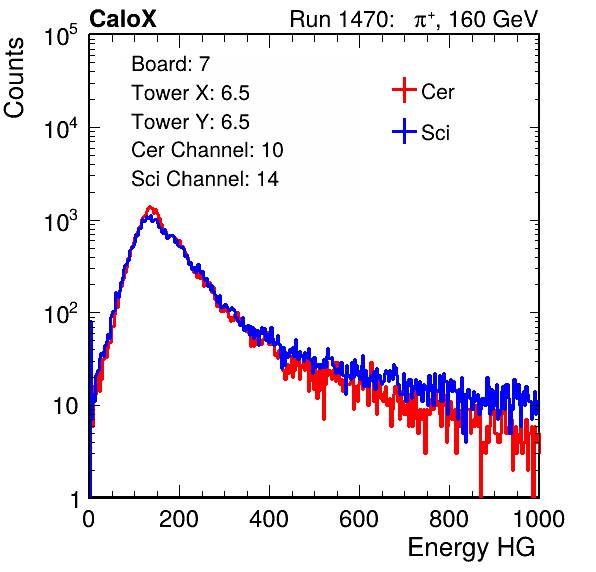 CaloX Run 1470: π⁺, 160 GeV
Counts
10⁵
10⁴
10³
10²
10
1
Board: 7
Tower X: 6.5
Tower Y: 6.5
Cer Channel: 10
Sci Channel: 14
Cer
Sci
0 200 400 600 800 1000
Energy HG